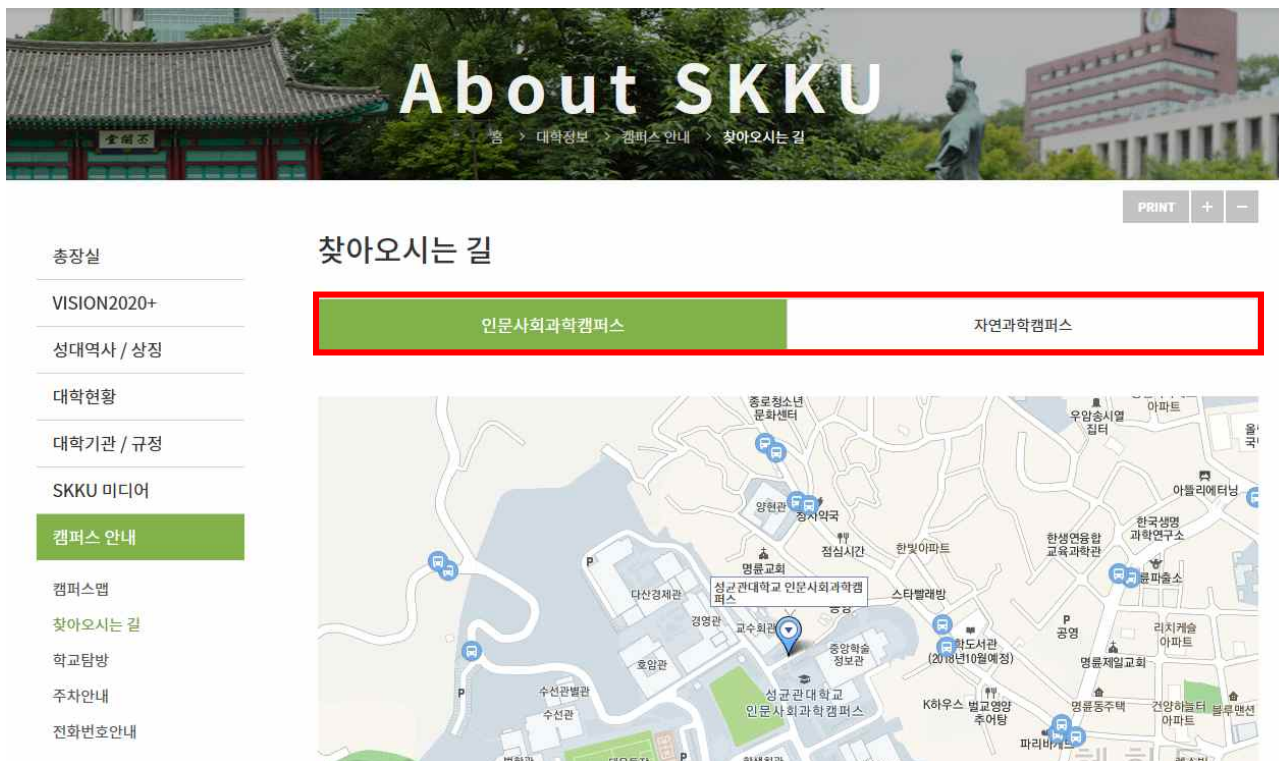 About SKKU
홈 > 대학정보 > 캠퍼스 안내 > 찾아오시는 길
PRINT + −
총장실
VISION2020+
성대역사 / 상징
대학현황
대학기관 / 규정
SKKU 미디어
캠퍼스 안내
캠퍼스맵
찾아오시는 길
학교탐방
주차안내
전화번호안내
찾아오시는 길
인문사회과학캠퍼스
자연과학캠퍼스
종로청소년
문화센터
우암송시열
집터
아파트
아뜰리에터닝
양현관
장사약국
점심시간
한빛아파트
한생연융합
교육과학관
한국생명
과학연구소
P
명륜교회
다산경제관
성균관대학교 인문사회과학캠
퍼스
스타빨래방
륜파출소
경영관
교수회관
중앙학술
정보관
학도서관
(2018년10월예정)
P
공영
리치캐슬
아파트
명륜제일교회
호암관
P
수선관별관
수선관
성균관대학교
인문사회과학캠퍼스
K하우스
벌교영양
추어탕
명륜동주택
건양하늘터
아파트
블루맨션
P